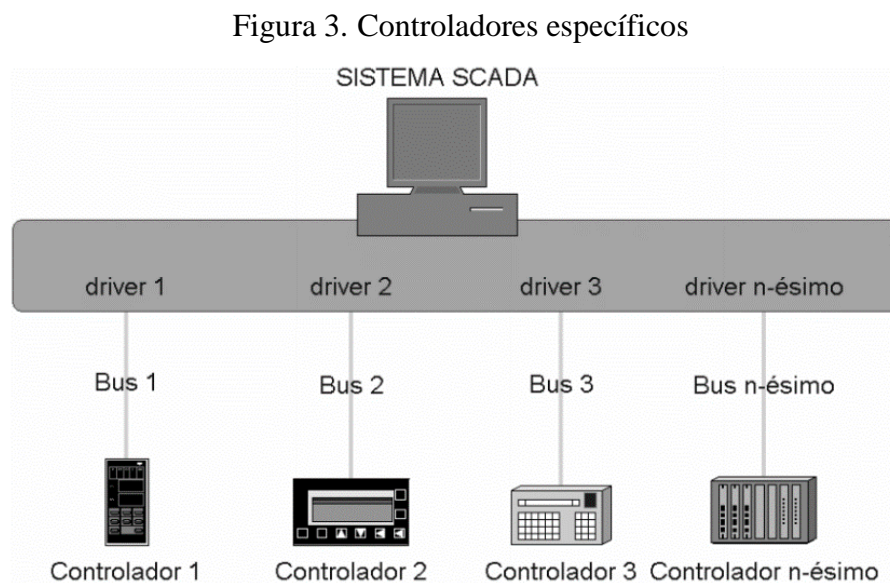 Figura 3. Controladores específicos
SISTEMA SCADA
driver 1 driver 2 driver 3 driver n-ésimo
Bus 1 Bus 2 Bus 3 Bus n-ésimo
Controlador 1 Controlador 2 Controlador 3 Controlador n-ésimo